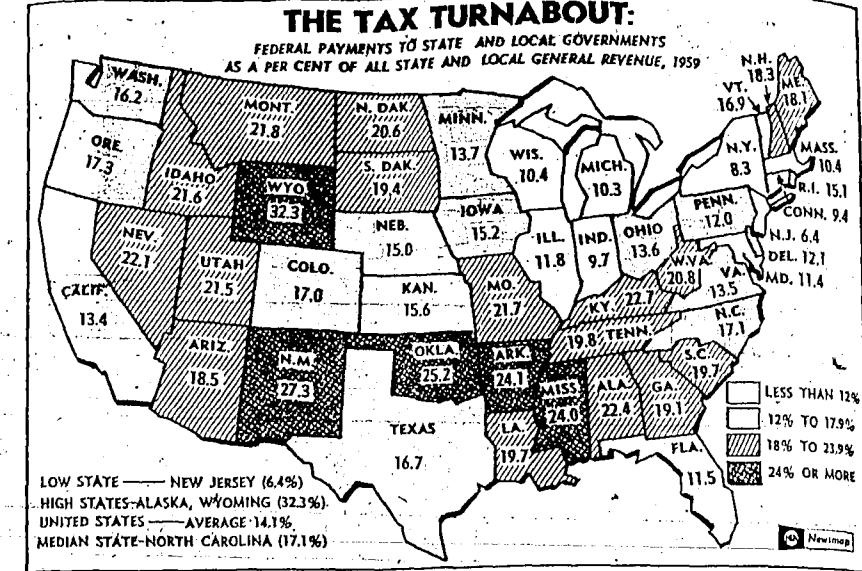 THE TAX TURNABOUT:
FEDERAL PAYMENTS TO STATE AND LOCAL GOVERNMENTS
AS A PER CENT OF ALL STATE AND LOCAL GENERAL REVENUE, 1959
WASH.
16.2
ORE.
17.3
CALIF.
13.4
IDAHO
21.6
NEV.
22.1
MONT.
21.8
WYO.
32.3
UTAH
21.5
ARIZ.
18.5
COLO.
17.0
N.M.
27.3
N. DAK.
20.6
S. DAK.
19.4
NEB.
15.0
KAN.
15.6
OKLA.
25.2
TEXAS
16.7
MINN.
13.7
IOWA
15.2
MO.
21.7
ARK.
24.1
LA.
19.7
WIS.
10.4
ILL.
11.8
MICH.
10.3
IND.
9.7
OHIO
13.6
KY. 22.7
19.8 TENN.
MISS
24.0
ALA.
22.4
GA.
19.1
FLA.
11.5
S.C.
19.7
N.C.
17.1
VA.
13.5
W.VA.
20.8
PENN.
12.0
N.Y.
8.3
VT.
16.9
N.H.
18.3
ME.
18.1
MASS.
10.4
R.I. 15.1
CONN. 9.4
N.J. 6.4
DEL. 12.1
MD. 11.4
LESS THAN 12%
12% TO 17.9%
18% TO 23.9%
24% OR MORE
LOW STATE —— NEW JERSEY (6.4%)
HIGH STATES-ALASKA, WYOMING (32.3%)
UNITED STATES —— AVERAGE 14.1%
MEDIAN STATE-NORTH CAROLINA (17.1%)
NEA Newsmap